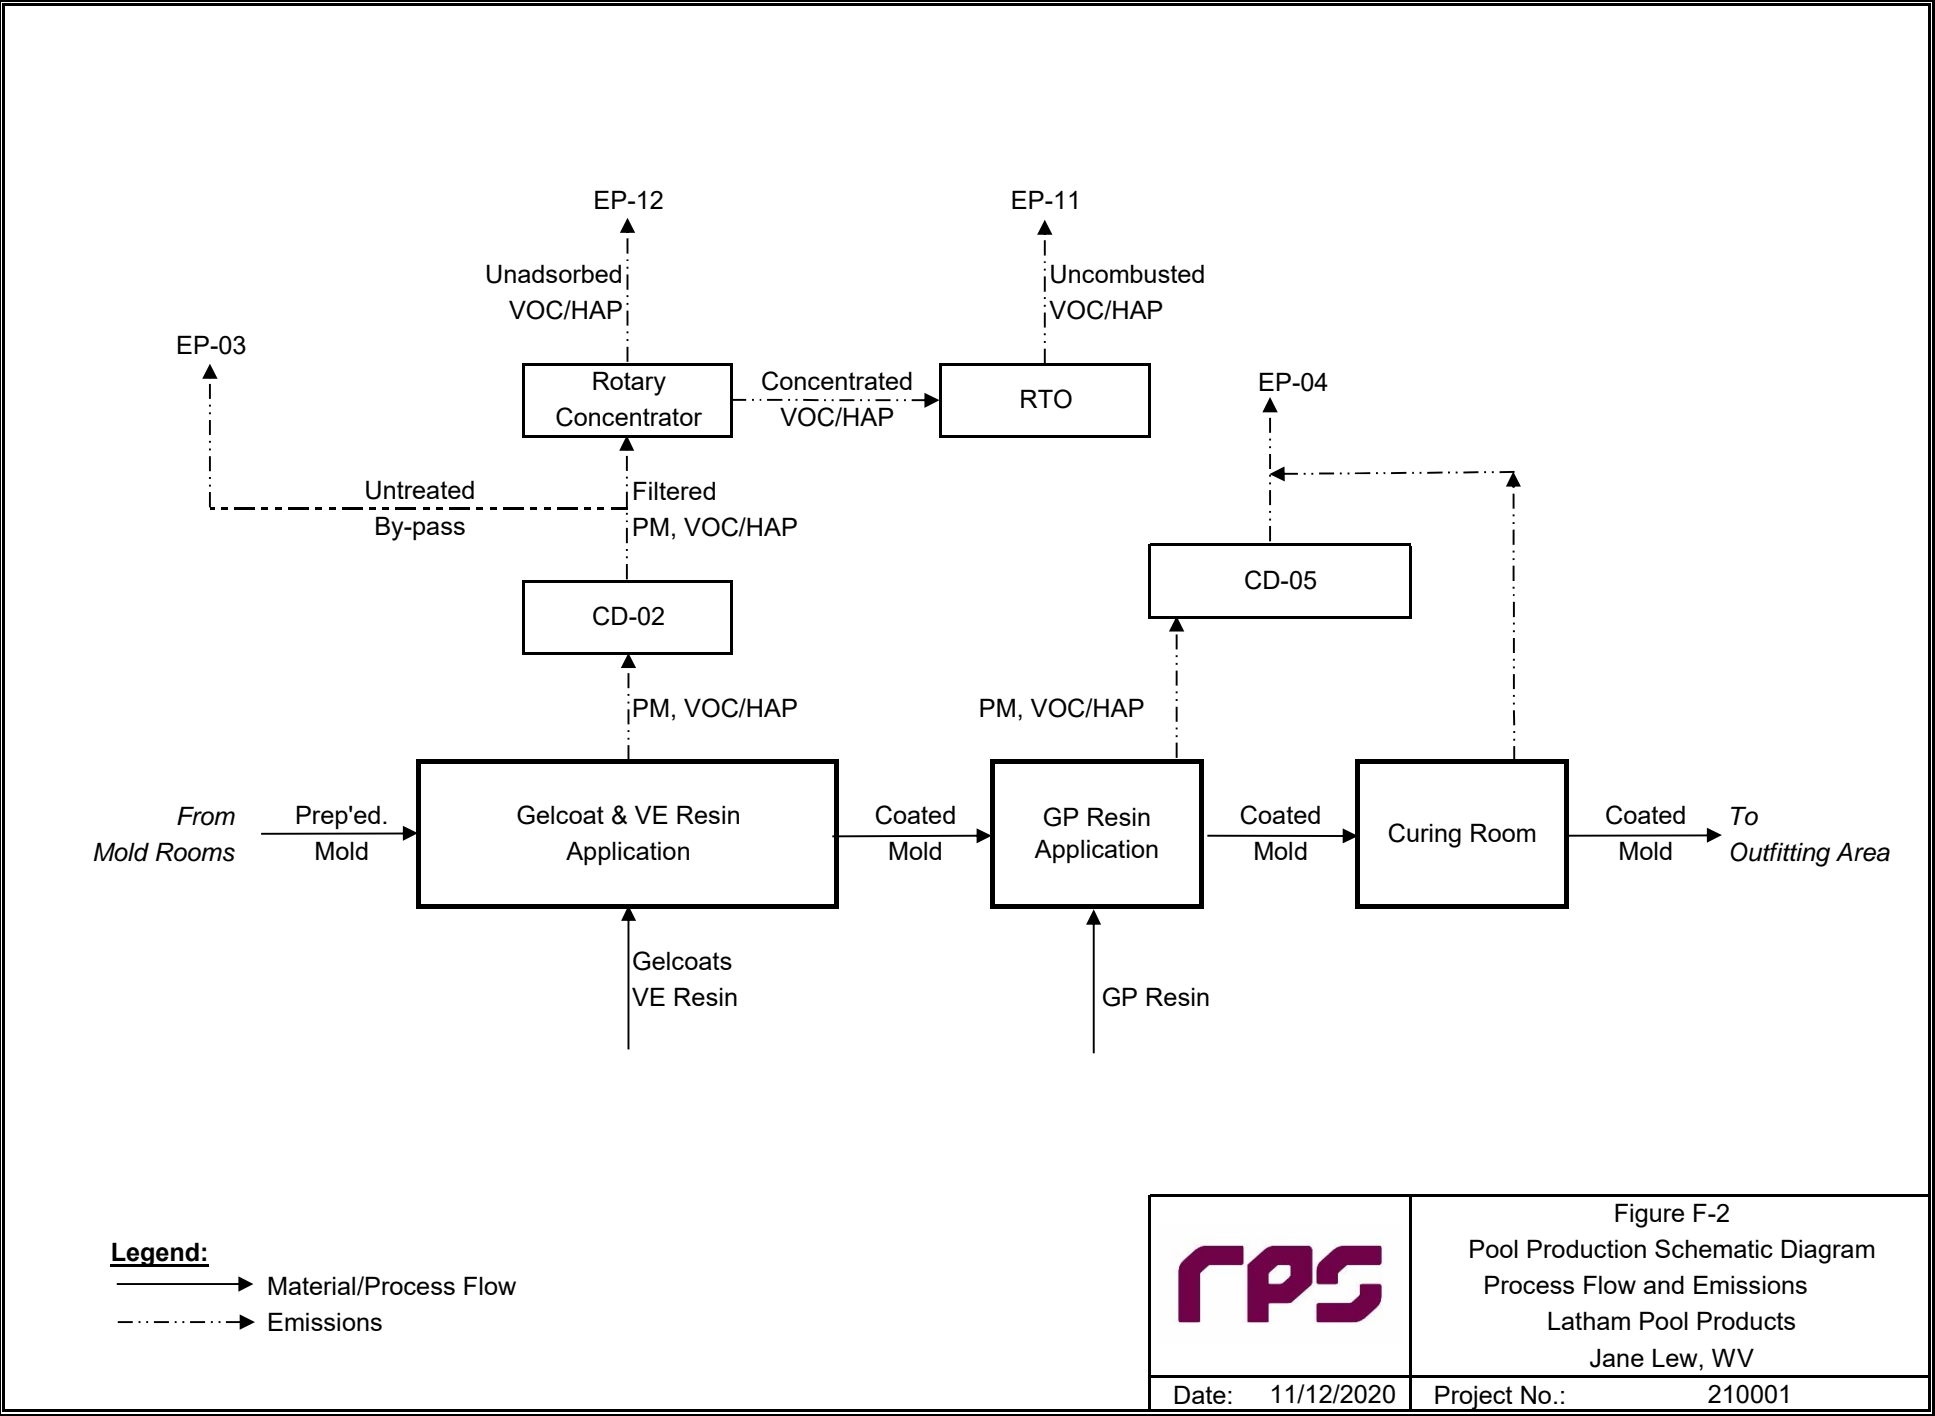 EP-12
EP-11
Unadsorbed
VOC/HAP
Uncombusted
VOC/HAP
EP-03
Rotary
Concentrator
Concentrated
VOC/HAP
RTO
EP-04
Untreated
By-pass
Filtered
PM, VOC/HAP
CD-02
CD-05
PM, VOC/HAP
PM, VOC/HAP
From
Mold Rooms
Prep'ed.
Mold
Gelcoat & VE Resin
Application
Coated
Mold
GP Resin
Application
Coated
Mold
Curing Room
Coated
Mold
To
Outfitting Area
Gelcoats
VE Resin
GP Resin
Legend:
Material/Process Flow
Emissions
rps
Figure F-2
Pool Production Schematic Diagram
Process Flow and Emissions
Latham Pool Products
Jane Lew, WV
Date: 11/12/2020
Project No.: 210001